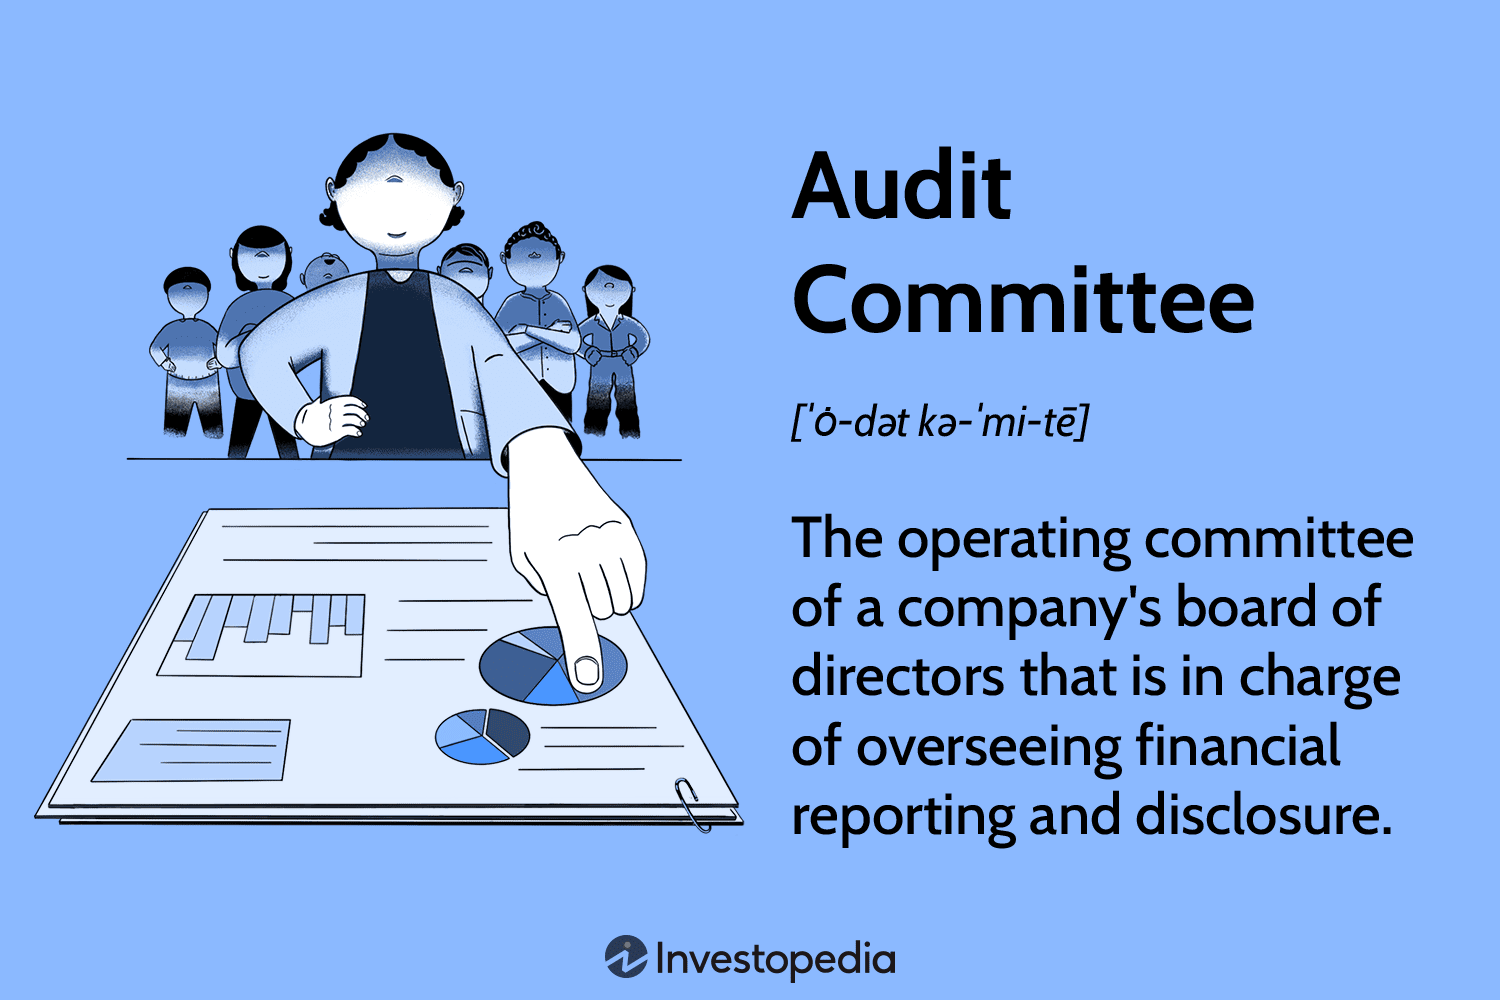 Audit
Committee
[ˈȯ-dət kə-ˈmi-tē]
The operating committee
of a company's board of
directors that is in charge
of overseeing financial
reporting and disclosure.
Investopedia